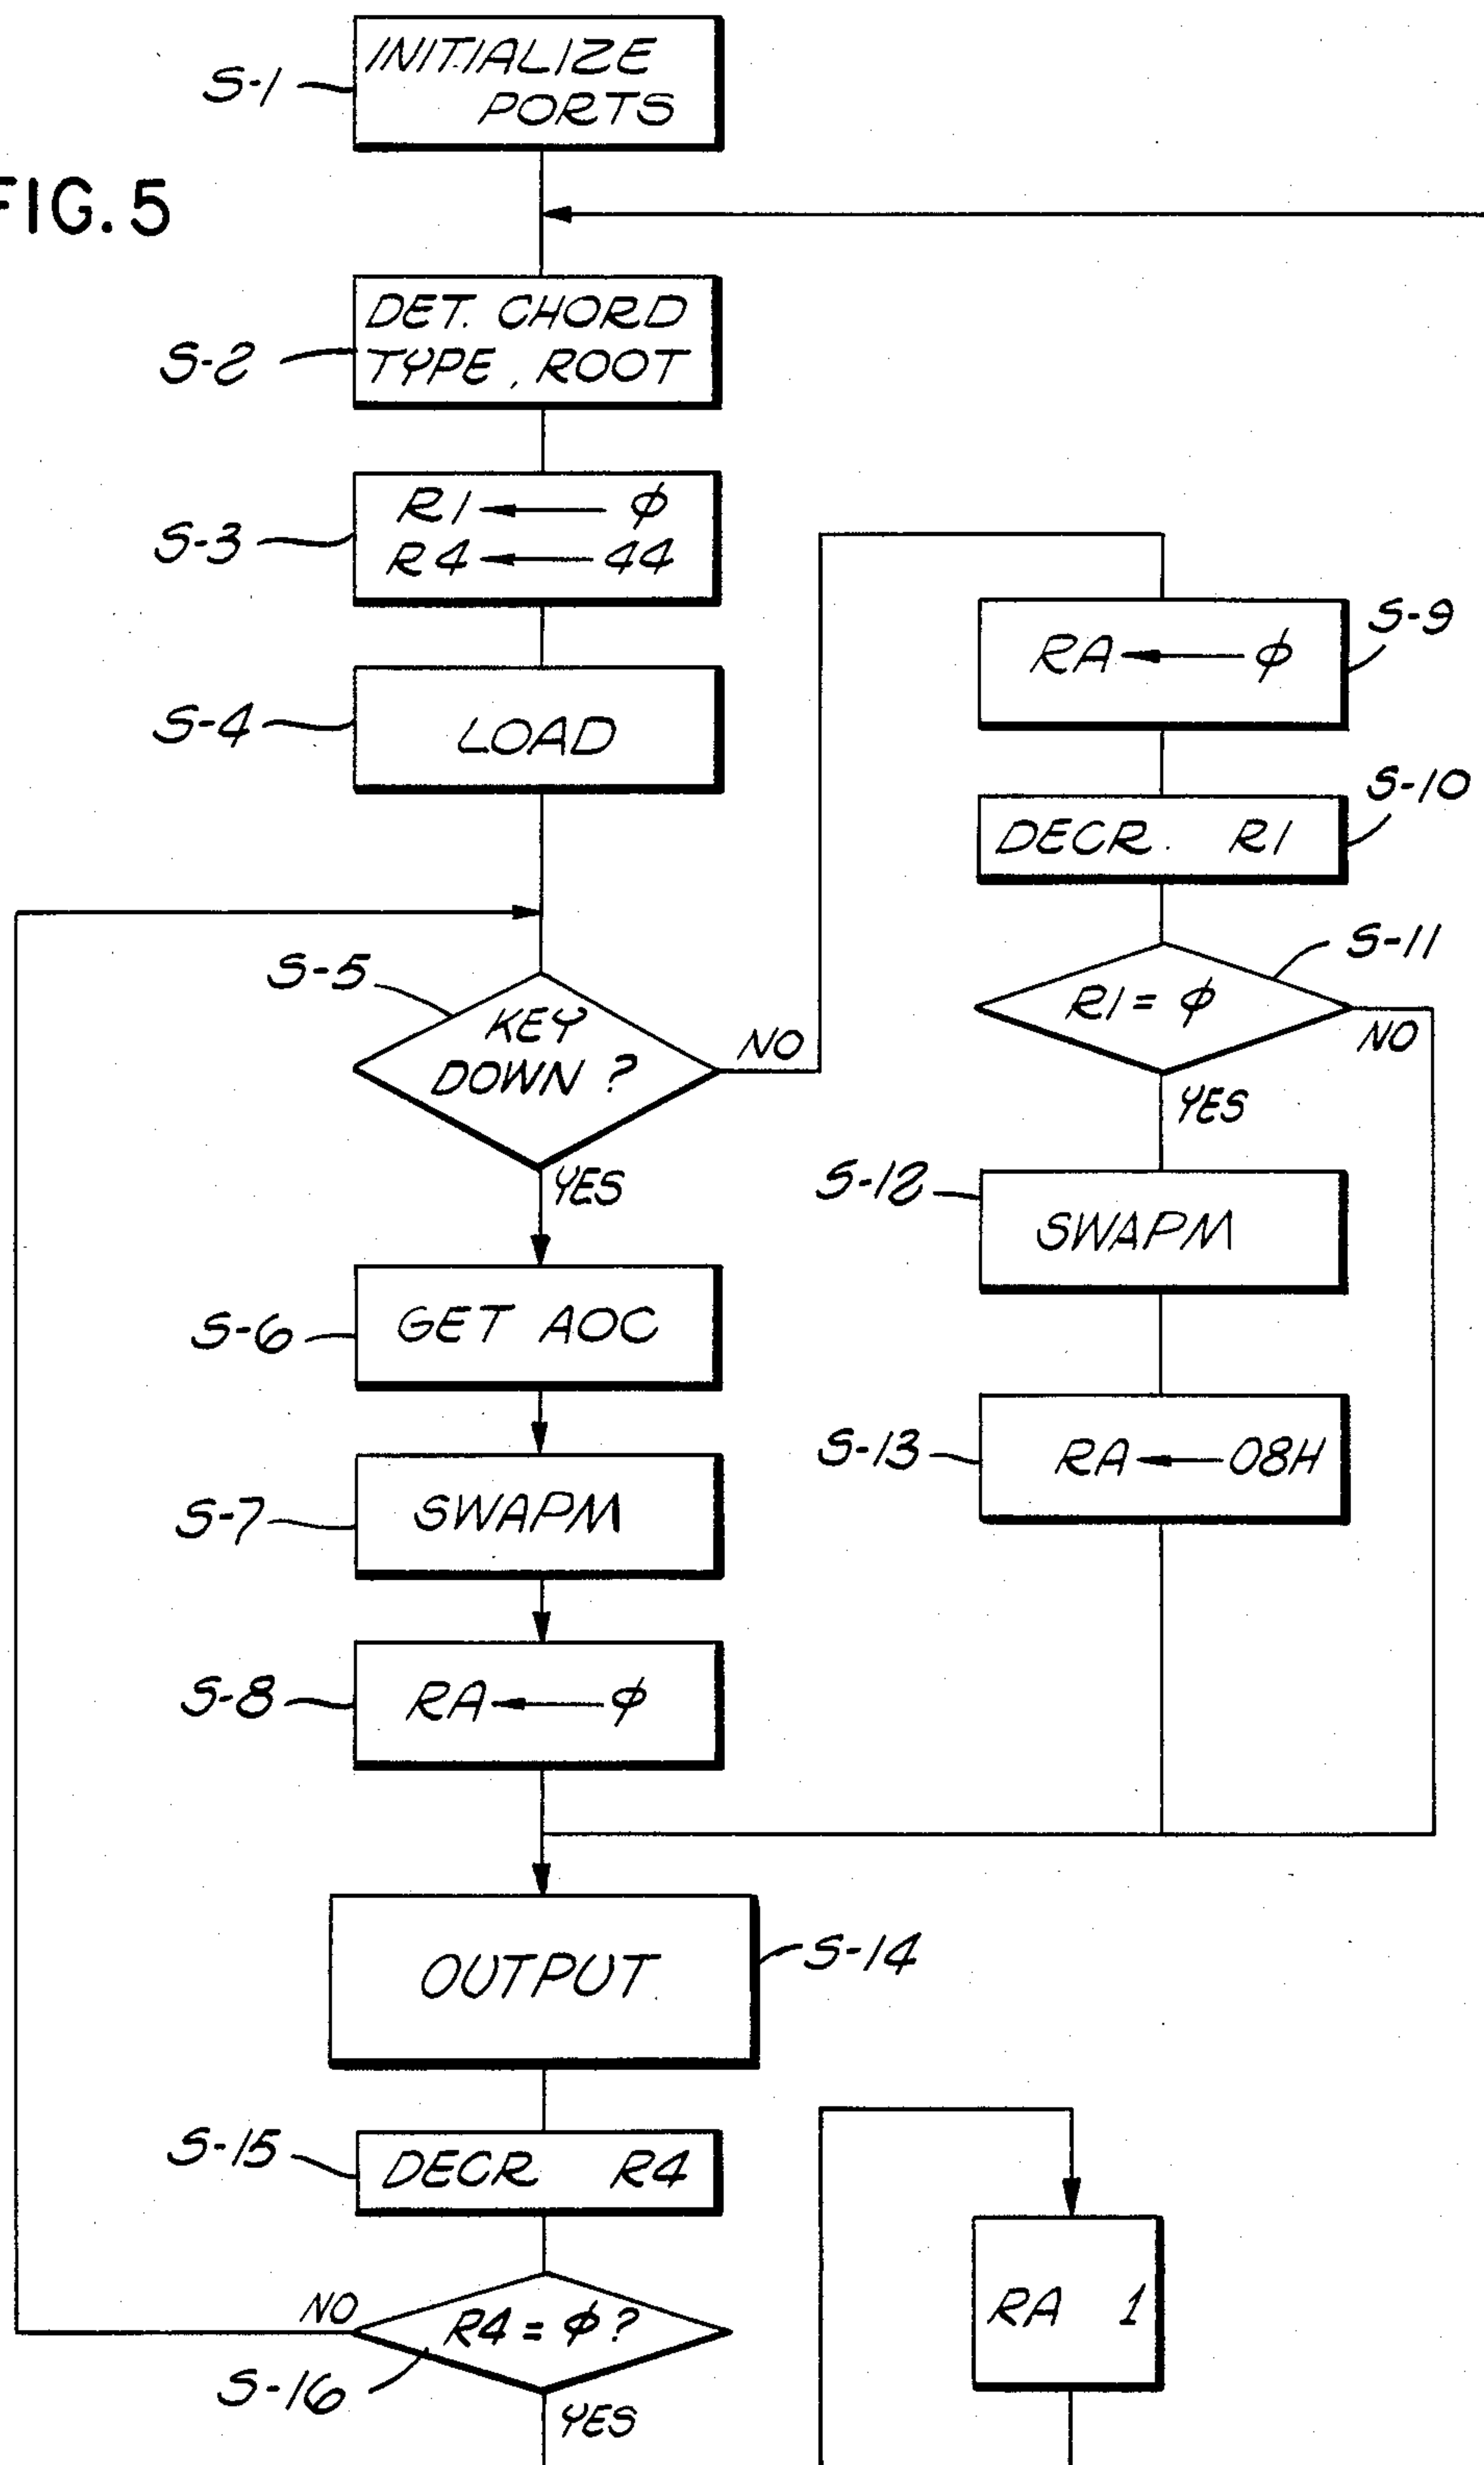 FIG. 5
S-1
INITIALIZE
PORTS
S-2
DET. CHORD
TYPE, ROOT
S-3
R1 ← φ
R4 ← 44
S-4
LOAD
S-5
KEY
DOWN ?
NO
YES
S-6
GET AOC
S-7
SWAPM
S-8
RA ← φ
S-9
RA ← φ
S-10
DECR. R1
S-11
R1 = φ
NO
YES
S-12
SWAPM
S-13
RA ← 08H
S-14
OUTPUT
S-15
DECR R4
S-16
R4 = φ ?
NO
YES
RA 1